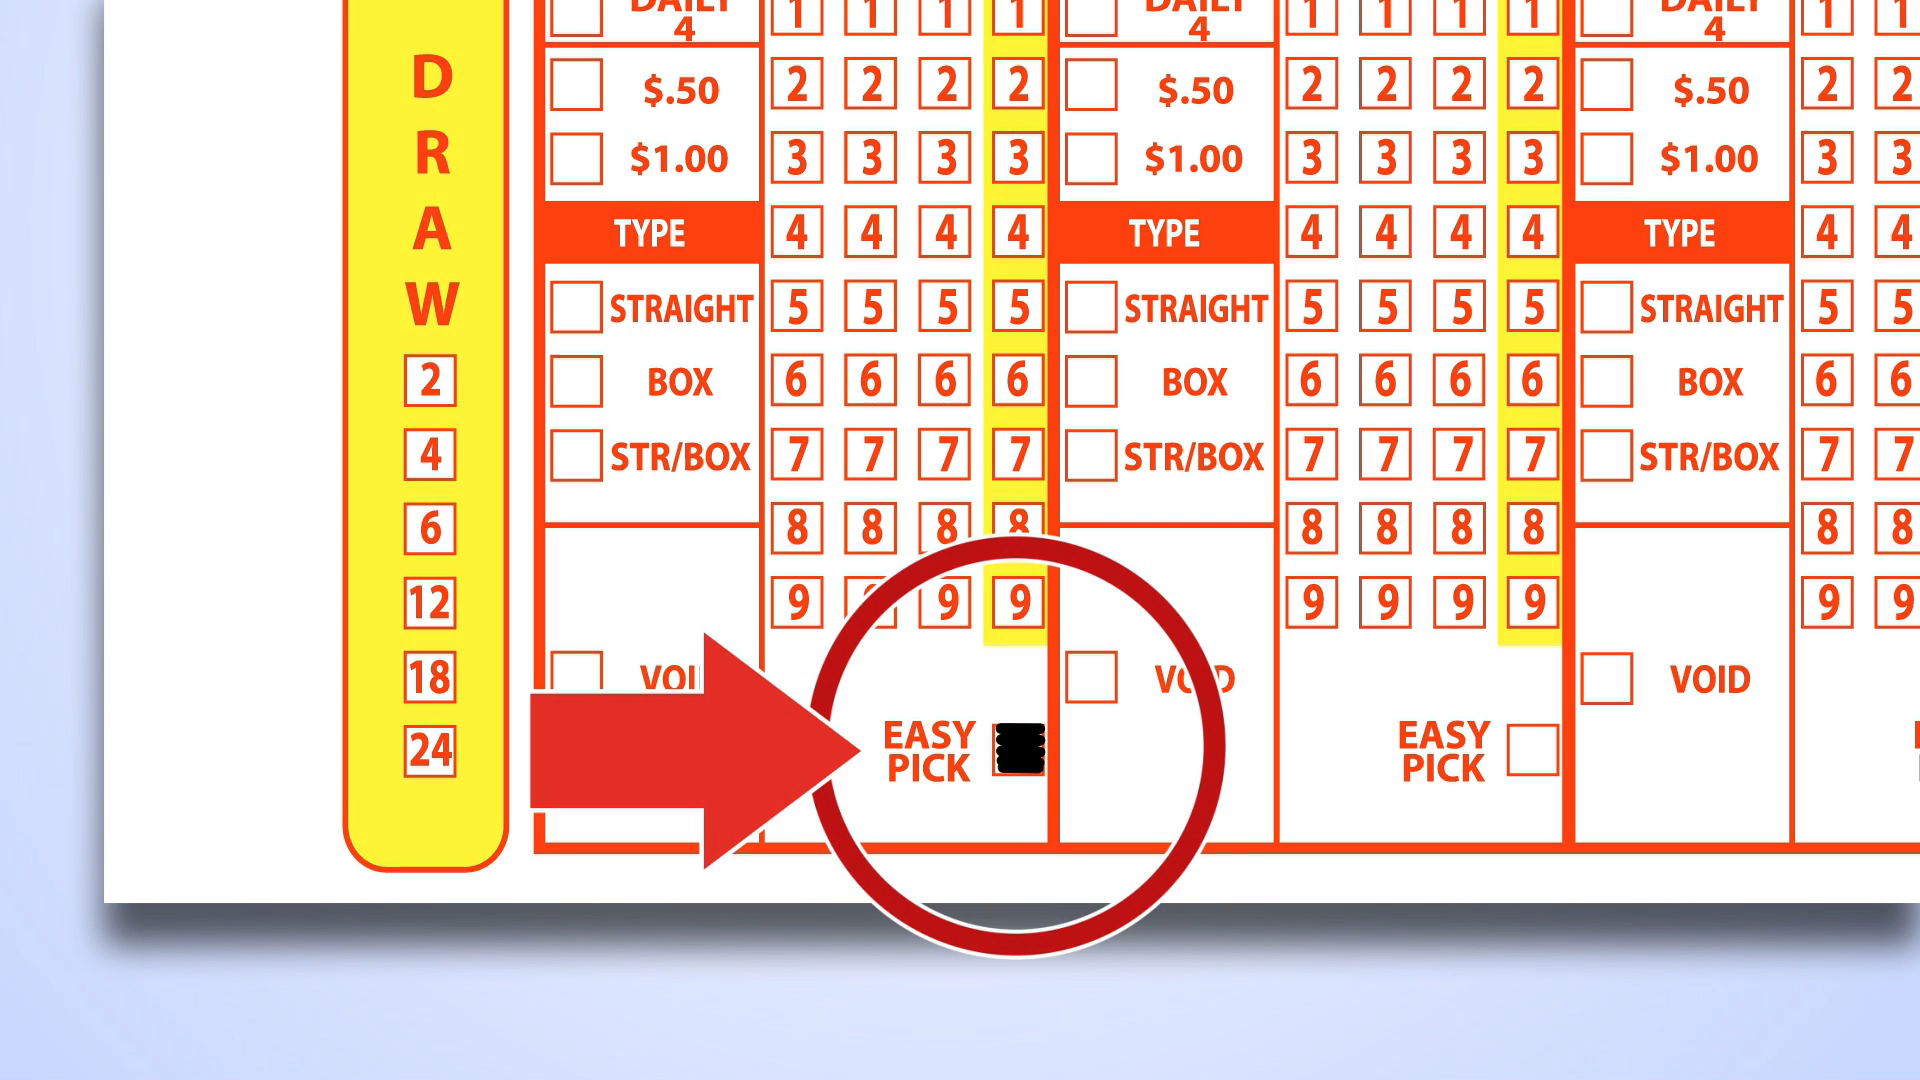 D
R
A
W
2
4
6
12
18
24
DAILY
4
$.50
$1.00
TYPE
STRAIGHT
BOX
STR/BOX
VOI
1 1 1 1
2 2 2 2
3 3 3 3
4 4 4 4
5 5 5 5
6 6 6 6
7 7 7 7
8 8 8 8
9 9 9
EASY
PICK
DAILY
4
$.50
$1.00
TYPE
STRAIGHT
BOX
STR/BOX
VOID
1 1 1 1
2 2 2 2
3 3 3 3
4 4 4 4
5 5 5 5
6 6 6 6
7 7 7 7
8 8 8 8
9 9 9 9
EASY
PICK
DAILY
4
$.50
$1.00
TYPE
STRAIGHT
BOX
STR/BOX
VOID
1 1
2 2
3 3
4 4
5 5
6 6
7 7
8 8
9 9